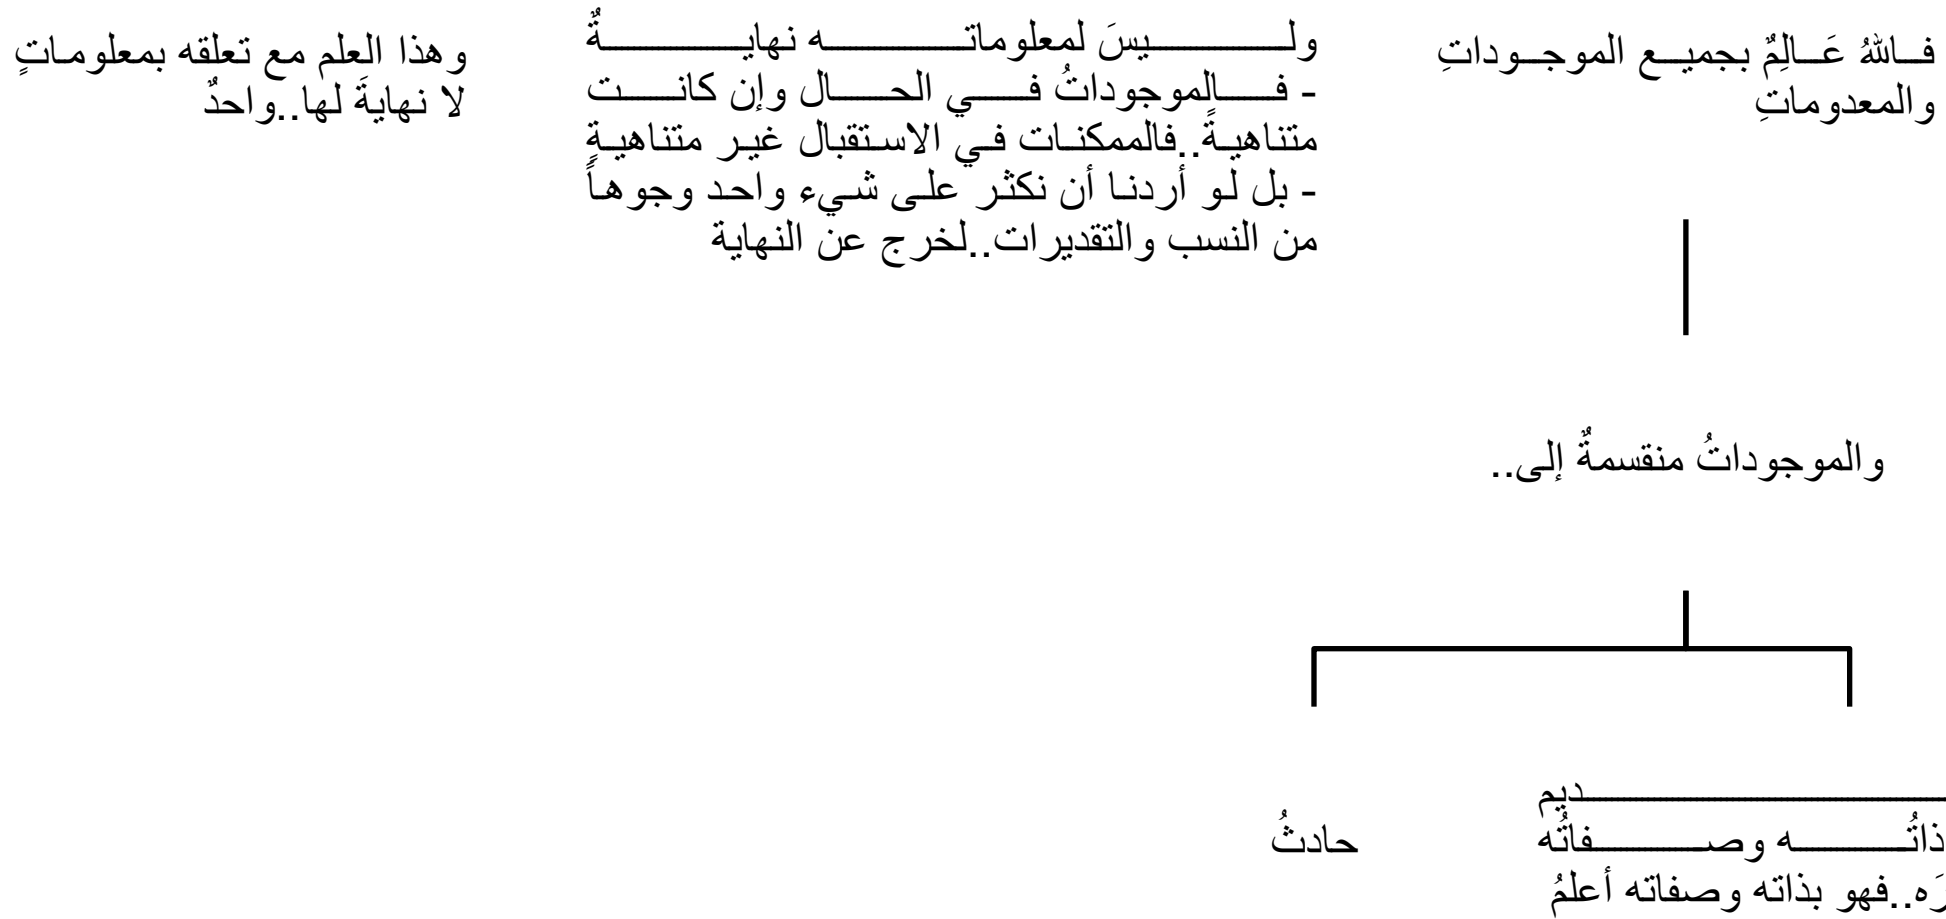 فاللهُ عَالِمٌ بجميع الموجوداتِ
والمعدوماتِ
وليسَ لمعلوماته نهايةٌ
- فالموجوداتُ في الحال وإن كانت
متناهيةً..فالممكنات في الاستقبال غير متناهيةٍ
- بل لو أردنا أن نكثر على شيء واحد وجوهاً
من النسب والتقديرات..لخرج عن النهاية
وهذا العلم مع تعلقه بمعلوماتٍ
لا نهايةَ لها..واحدٌ
والموجوداتُ منقسمةٌ إلى..
ديم
ذاتُه وصفاتُه
رَه..فهو بذاته وصفاته أعلمُ
حادثُ